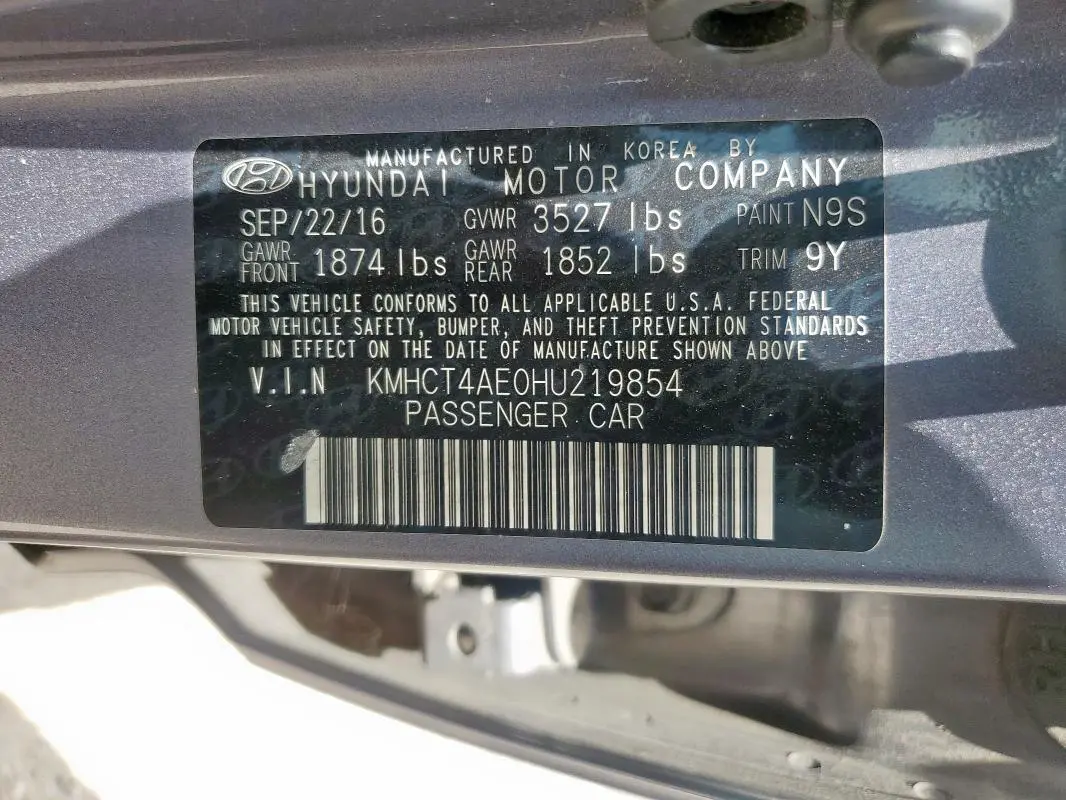 MANUFACTURED IN KOREA BY
HYUNDAI MOTOR COMPANY
SEP/22/16 GVWR 3527 lbs PAINT N9S
GAWR FRONT 1874 lbs GAWR REAR 1852 lbs TRIM 9Y
THIS VEHICLE CONFORMS TO ALL APPLICABLE U.S.A. FEDERAL
MOTOR VEHICLE SAFETY, BUMPER, AND THEFT PREVENTION STANDARDS
IN EFFECT ON THE DATE OF MANUFACTURE SHOWN ABOVE
V.I.N KMHCT4AE0HU219854
PASSENGER CAR